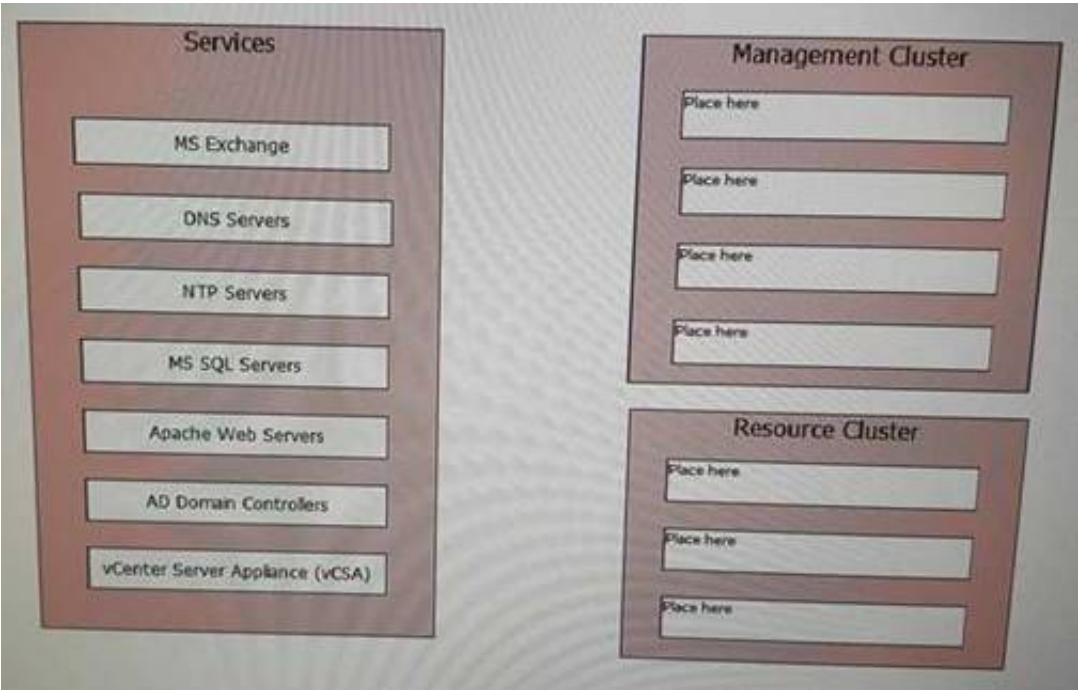 Services
MS Exchange
DNS Servers
NTP Servers
MS SQL Servers
Apache Web Servers
AD Domain Controllers
vCenter Server Appliance (vCSA)
Management Cluster
Place here
Place here
Place here
Place here
Resource Cluster
Place here
Place here
Place here